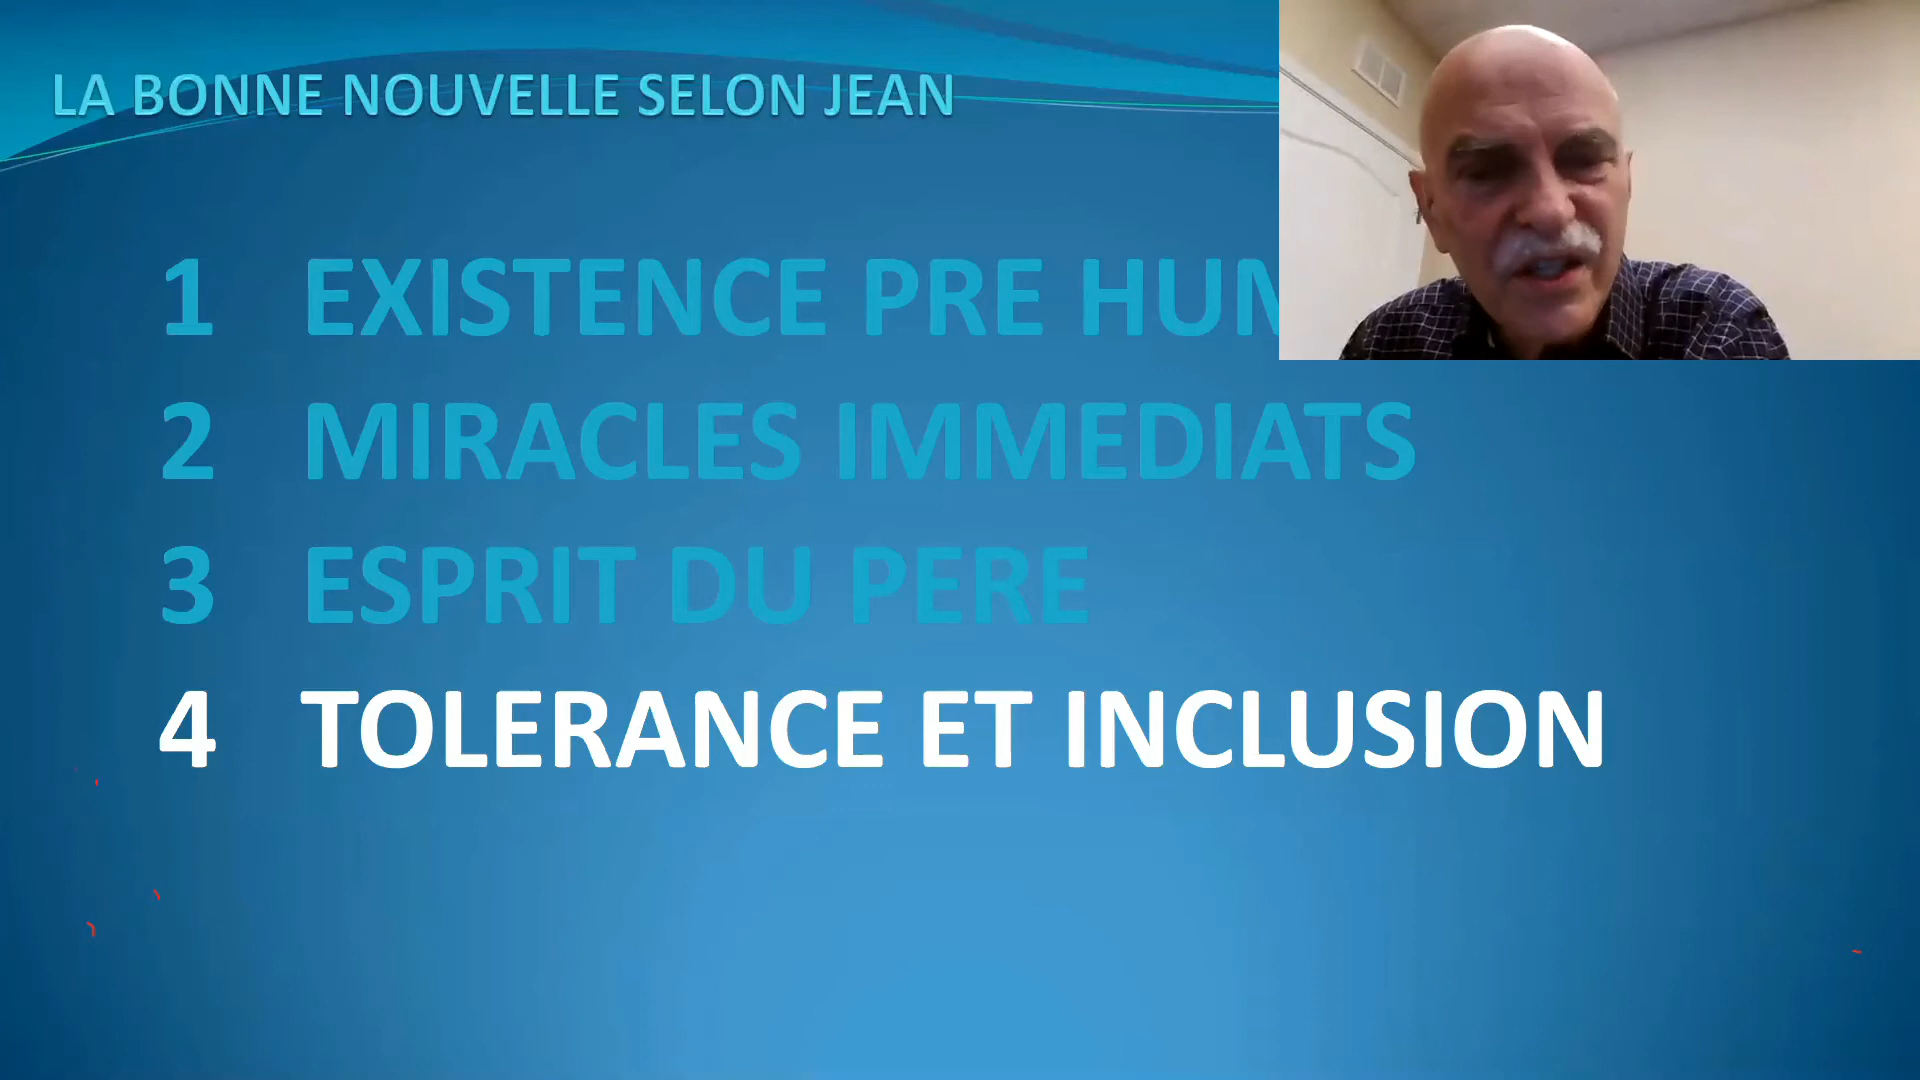 LA BONNE NOUVELLE SELON JEAN
1 EXISTENCE PRE
2 MIRACLES IMMEDIATS
3 ESPRIT DU PERE
4 TOLERANCE ET INCLUSION